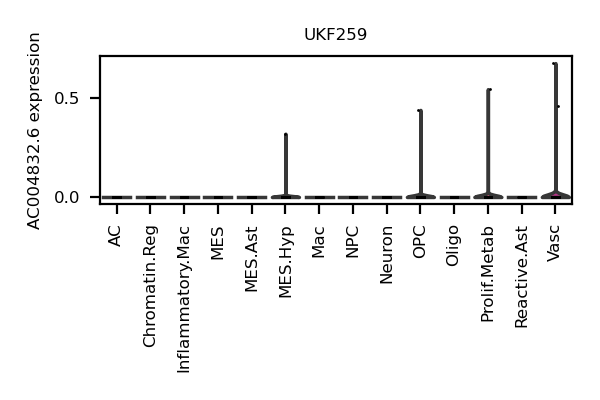 UKF259
AC004832.6 expression
0.5
0.0
AC
Chromatin.Reg
Inflammatory.Mac
MES
MES.Ast
MES.Hyp
Mac
NPC
Neuron
OPC
Oligo
Prolif.Metab
Reactive.Ast
Vasc